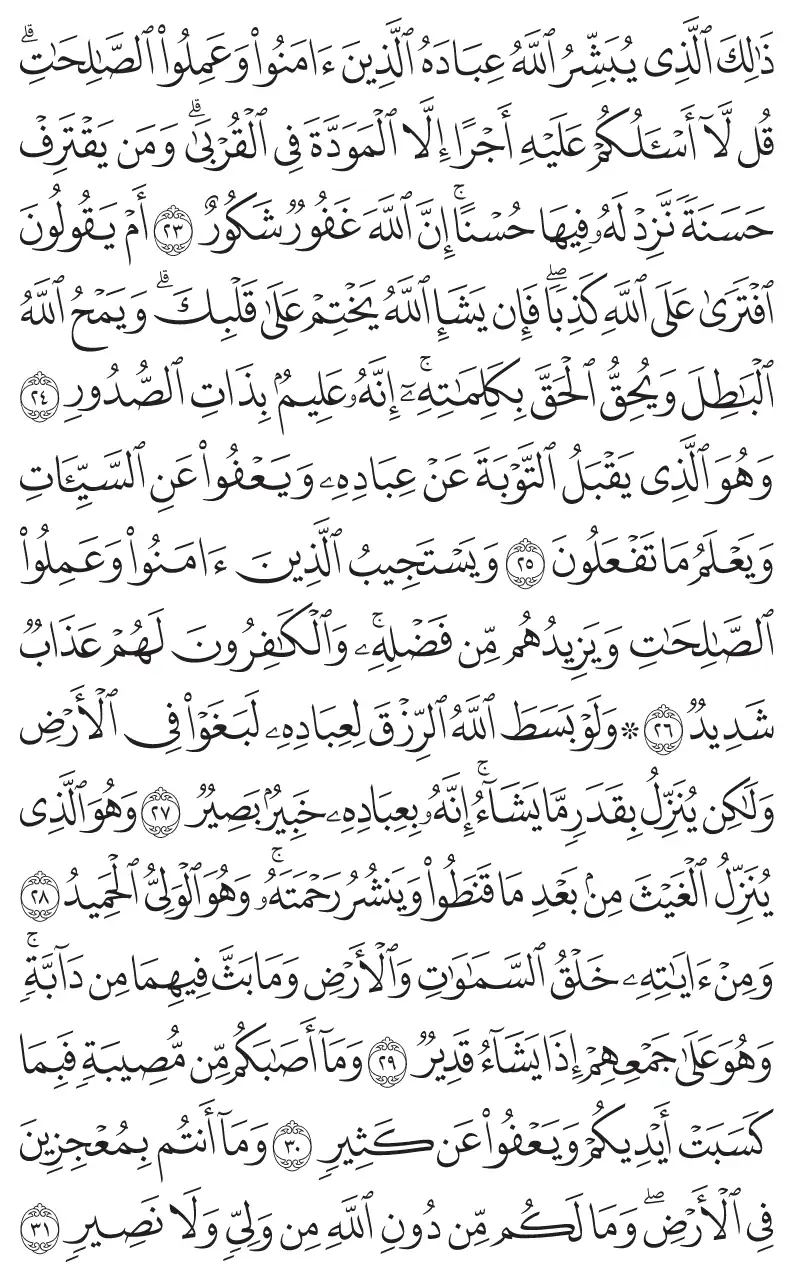 ذَٰلِكَ ٱلَّذِى يُبَشِّرُ ٱللَّهُ عِبَادَهُ ٱلَّذِينَ ءَامَنُوا۟ وَعَمِلُوا۟ ٱلصَّـٰلِحَـٰتِ ۗ
قُل لَّآ أَسْـَٔلُكُمْ عَلَيْهِ أَجْرًا إِلَّا ٱلْمَوَدَّةَ فِى ٱلْقُرْبَىٰ ۗ وَمَن يَقْتَرِفْ
حَسَنَةً نَّزِدْ لَهُۥ فِيهَا حُسْنًا ۚ إِنَّ ٱللَّهَ غَفُورٌ شَكُورٌ ٢٣ أَمْ يَقُولُونَ
ٱفْتَرَىٰ عَلَى ٱللَّهِ كَذِبًا ۖ فَإِن يَشَإِ ٱللَّهُ يَخْتِمْ عَلَىٰ قَلْبِكَ ۗ وَيَمْحُ ٱللَّهُ
ٱلْبَـٰطِلَ وَيُحِقُّ ٱلْحَقَّ بِكَلِمَـٰتِهِۦٓ ۚ إِنَّهُۥ عَلِيمٌۢ بِذَاتِ ٱلصُّدُورِ ٢٤
وَهُوَ ٱلَّذِى يَقْبَلُ ٱلتَّوْبَةَ عَنْ عِبَادِهِۦ وَيَعْفُوا۟ عَنِ ٱلسَّيِّـَٔاتِ
وَيَعْلَمُ مَا تَفْعَلُونَ ٢٥ وَيَسْتَجِيبُ ٱلَّذِينَ ءَامَنُوا۟ وَعَمِلُوا۟
ٱلصَّـٰلِحَـٰتِ وَيَزِيدُهُم مِّن فَضْلِهِۦ ۚ وَٱلْكَـٰفِرُونَ لَهُمْ عَذَابٌ
شَدِيدٌ ٢٦ ۞ وَلَوْ بَسَطَ ٱللَّهُ ٱلرِّزْقَ لِعِبَادِهِۦ لَبَغَوْا۟ فِى ٱلْأَرْضِ
وَلَـٰكِن يُنَزِّلُ بِقَدَرٍ مَّا يَشَآءُ ۚ إِنَّهُۥ بِعِبَادِهِۦ خَبِيرٌۢ بَصِيرٌ ٢٧ وَهُوَ ٱلَّذِى
يُنَزِّلُ ٱلْغَيْثَ مِنۢ بَعْدِ مَا قَنَطُوا۟ وَيَنشُرُ رَحْمَتَهُۥ ۚ وَهُوَ ٱلْوَلِىُّ ٱلْحَمِيدُ ٢٨
وَمِنْ ءَايَـٰتِهِۦ خَلْقُ ٱلسَّمَـٰوَٰتِ وَٱلْأَرْضِ وَمَا بَثَّ فِيهِمَا مِن دَآبَّةٍ ۚ
وَهُوَ عَلَىٰ جَمْعِهِمْ إِذَا يَشَآءُ قَدِيرٌ ٢٩ وَمَآ أَصَـٰبَكُم مِّن مُّصِيبَةٍ فَبِمَا
كَسَبَتْ أَيْدِيكُمْ وَيَعْفُوا۟ عَن كَثِيرٍ ٣٠ وَمَآ أَنتُم بِمُعْجِزِينَ
فِى ٱلْأَرْضِ ۖ وَمَا لَكُم مِّن دُونِ ٱللَّهِ مِن وَلِىٍّ وَلَا نَصِيرٍ ٣١